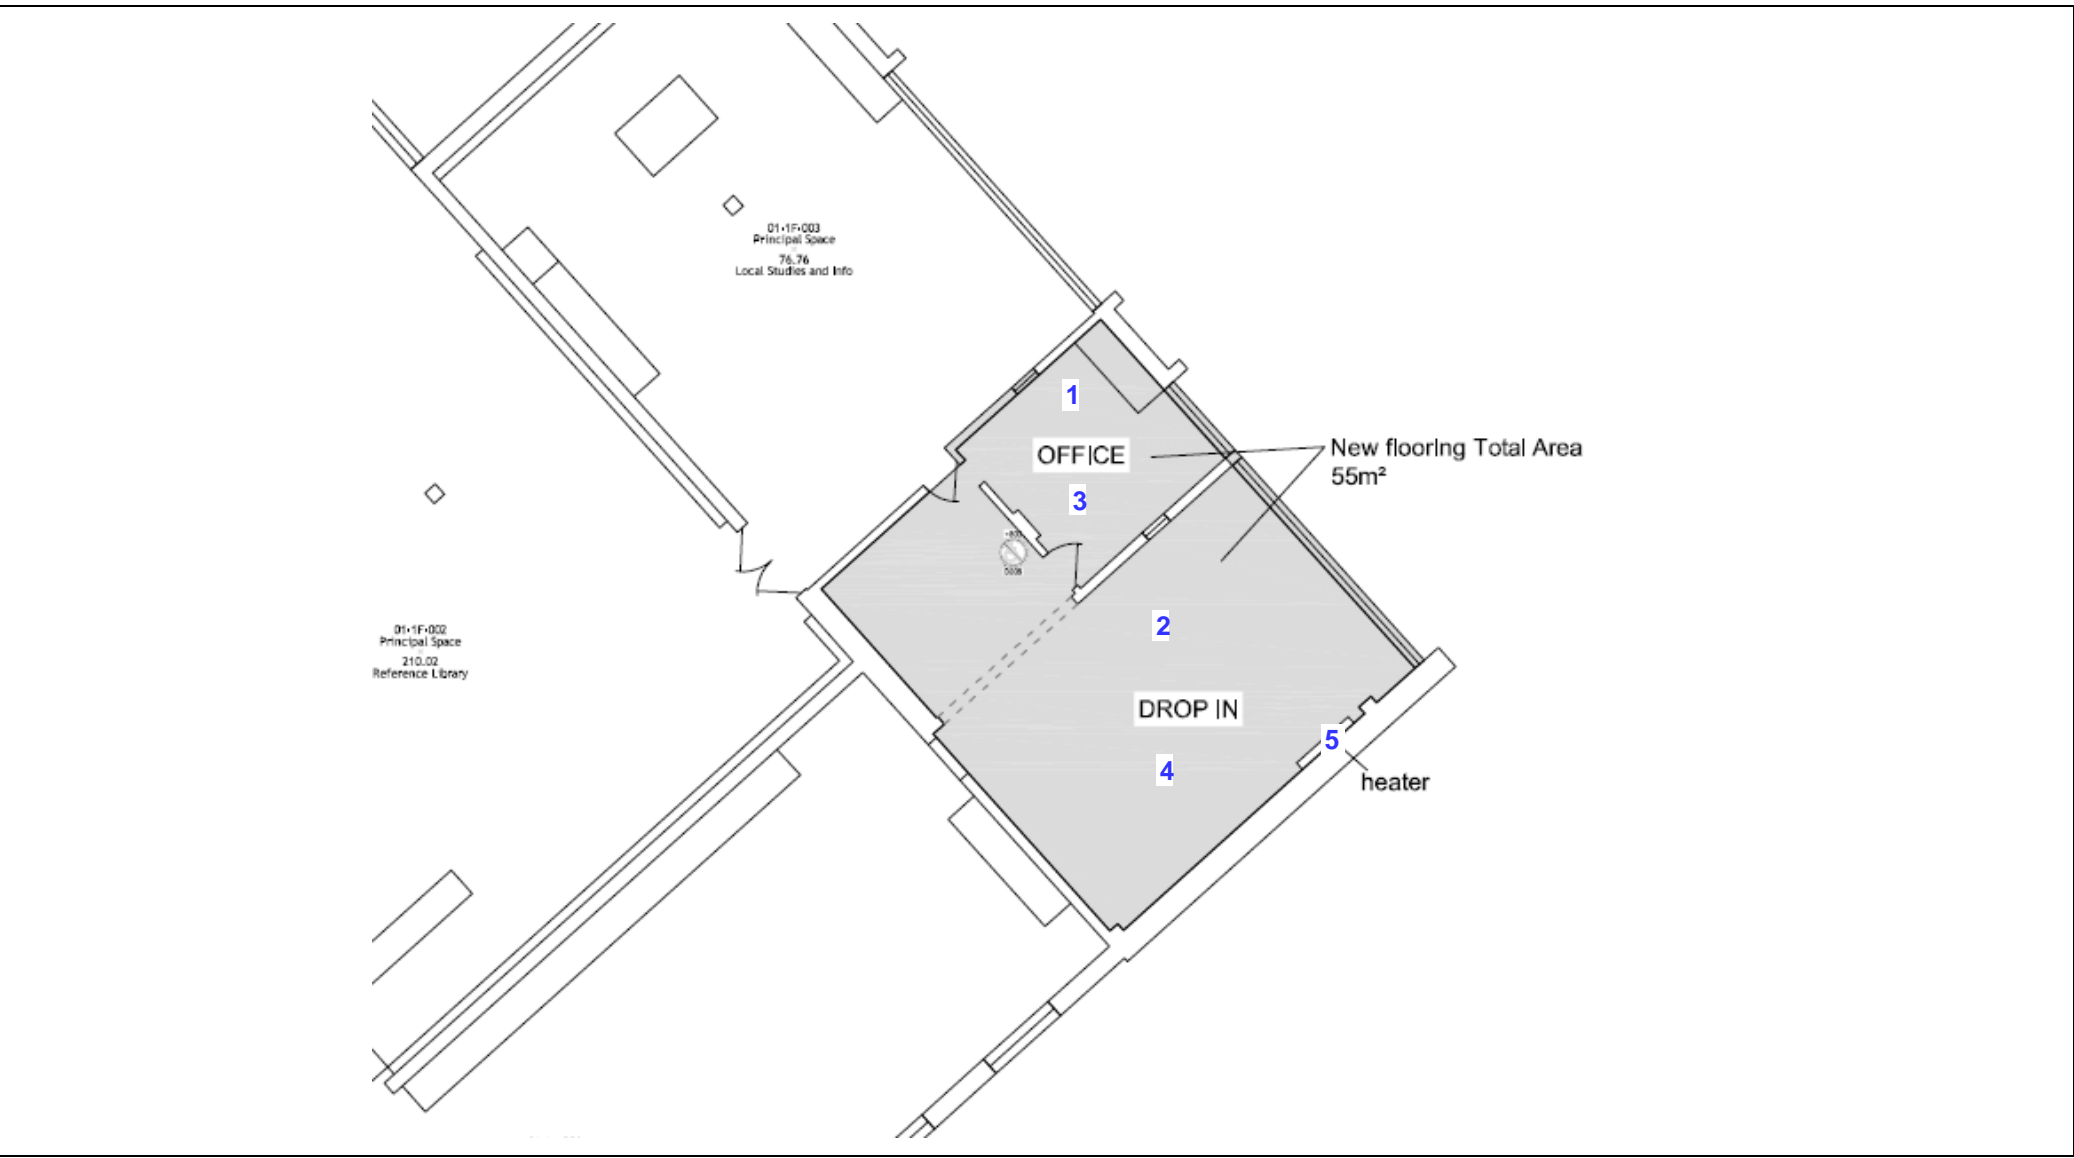 01-1F-003
Principal Space
76.76
Local Studies and Info
1
OFFICE
New flooring Total Area
55m²
3
01-1F-002
Principal Space
210.02
Reference Library
2
DROP IN
5
4
heater